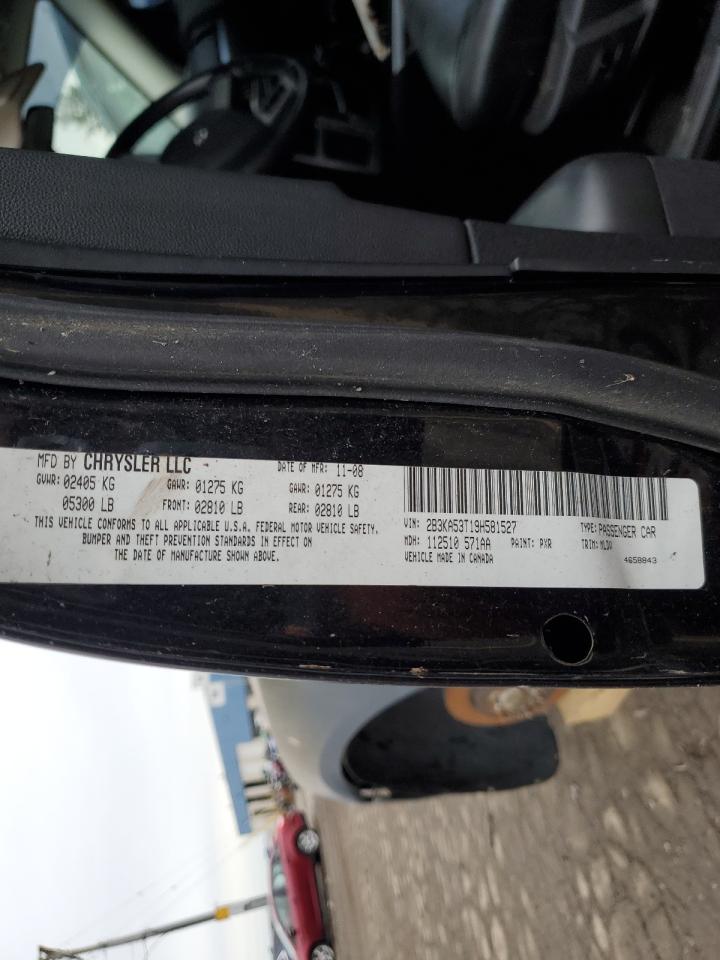 MFD BY CHRYSLER LLC
DATE OF MFR: 11-08
GVWR: 02405 KG
GAWR: 01275 KG
GAWR: 01275 KG
05300 LB
FRONT: 02810 LB
REAR: 02810 LB
THIS VEHICLE CONFORMS TO ALL APPLICABLE U.S.A. FEDERAL MOTOR VEHICLE SAFETY,
BUMPER AND THEFT PREVENTION STANDARDS IN EFFECT ON
THE DATE OF MANUFACTURE SHOWN ABOVE.
VIN: 2B3KA53T19H581527
TYPE: PASSENGER CAR
MDH: 112510 571AA
PAINT: PXR
TRIM: MLDV
VEHICLE MADE IN CANADA
4658843